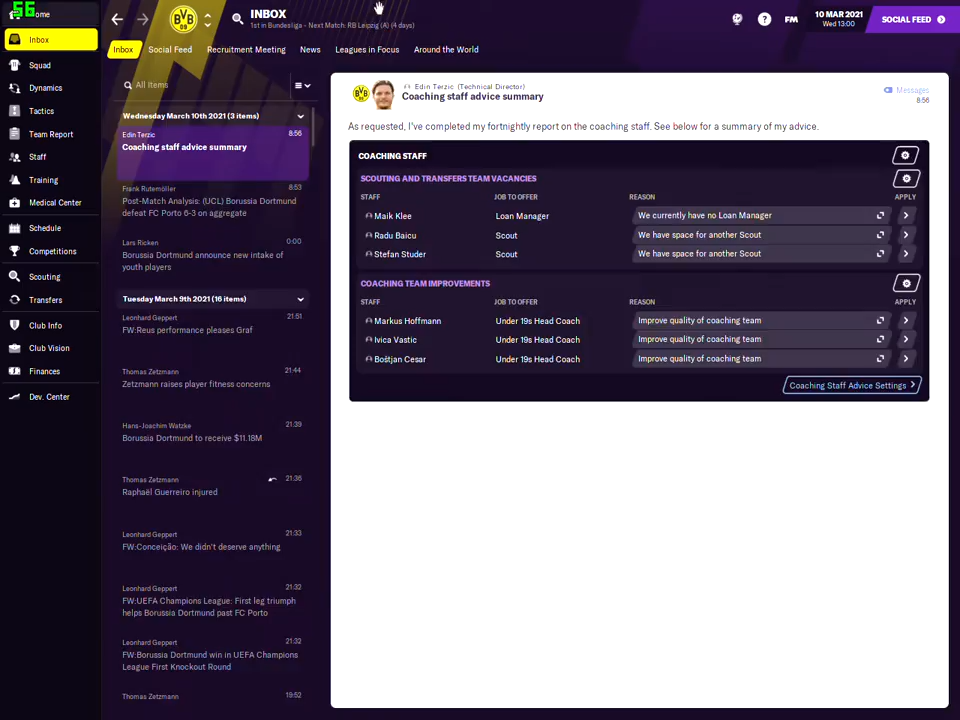 56
ome
INBOX
1st in Bundesliga - Next Match: RB Leipzig (A) (4 days)
?
FM
10 MAR 2021
Wed 13:00
SOCIAL FEED
Inbox
Squad
Dynamics
Tactics
Team Report
Staff
Training
Medical Center
Schedule
Competitions
Scouting
Transfers
Club Info
Club Vision
Finances
Dev. Center
Inbox
Social Feed
Recruitment Meeting
News
Leagues in Focus
Around the World
All Items
Wednesday March 10th 2021 (3 items)
Edin Terzic 8:56
Coaching staff advice summary
Frank Rutemöller 8:53
Post-Match Analysis: (UCL) Borussia Dortmund
defeat FC Porto 6-3 on aggregate
Lars Ricken 0:00
Borussia Dortmund announce new intake of
youth players
Tuesday March 9th 2021 (16 items)
Leonhard Geppert 21:51
FW:Reus performance pleases Graf
Thomas Zetzmann 21:44
Zetzmann raises player fitness concerns
Hans-Joachim Watzke 21:39
Borussia Dortmund to receive $11.18M
Thomas Zetzmann 21:36
Raphaël Guerreiro injured
Leonhard Geppert 21:33
FW:Conceição: We didn't deserve anything
Leonhard Geppert 21:32
FW:UEFA Champions League: First leg triumph
helps Borussia Dortmund past FC Porto
Leonhard Geppert 21:32
FW:Borussia Dortmund win in UEFA Champions
League First Knockout Round
Thomas Zetzmann 19:52
BVB
09
Edin Terzic (Technical Director)
Coaching staff advice summary
Messages
8:56
As requested, I've completed my fortnightly report on the coaching staff. See below for a summary of my advice.
COACHING STAFF
SCOUTING AND TRANSFERS TEAM VACANCIES
STAFF JOB TO OFFER REASON APPLY
Maik Klee Loan Manager We currently have no Loan Manager
Radu Baicu Scout We have space for another Scout
Stefan Studer Scout We have space for another Scout
COACHING TEAM IMPROVEMENTS
STAFF JOB TO OFFER REASON APPLY
Markus Hoffmann Under 19s Head Coach Improve quality of coaching team
Ivica Vastic Under 19s Head Coach Improve quality of coaching team
Boštjan Cesar Under 19s Head Coach Improve quality of coaching team
Coaching Staff Advice Settings